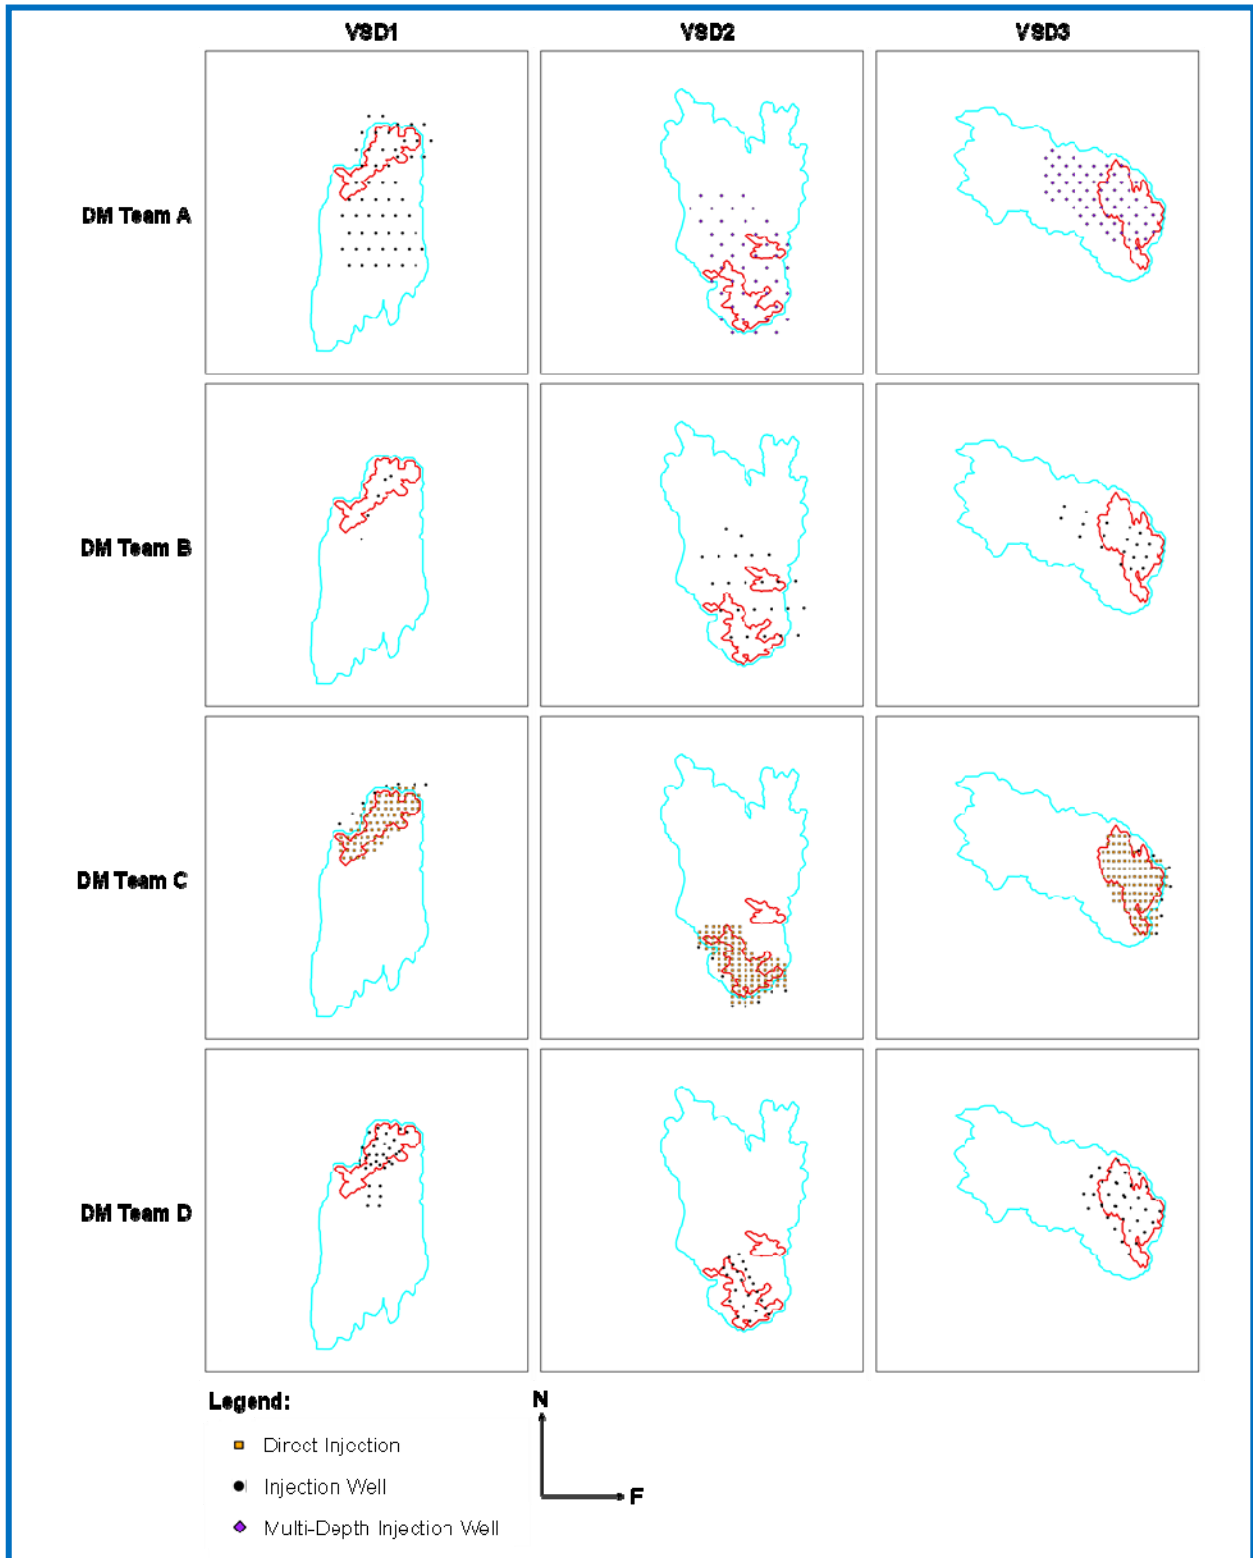 VSD1 VSD2 VSD3
DM Team A
DM Team B
DM Team C
DM Team D
Legend:
Direct Injection
Injection Well
Multi-Depth Injection Well
N
F